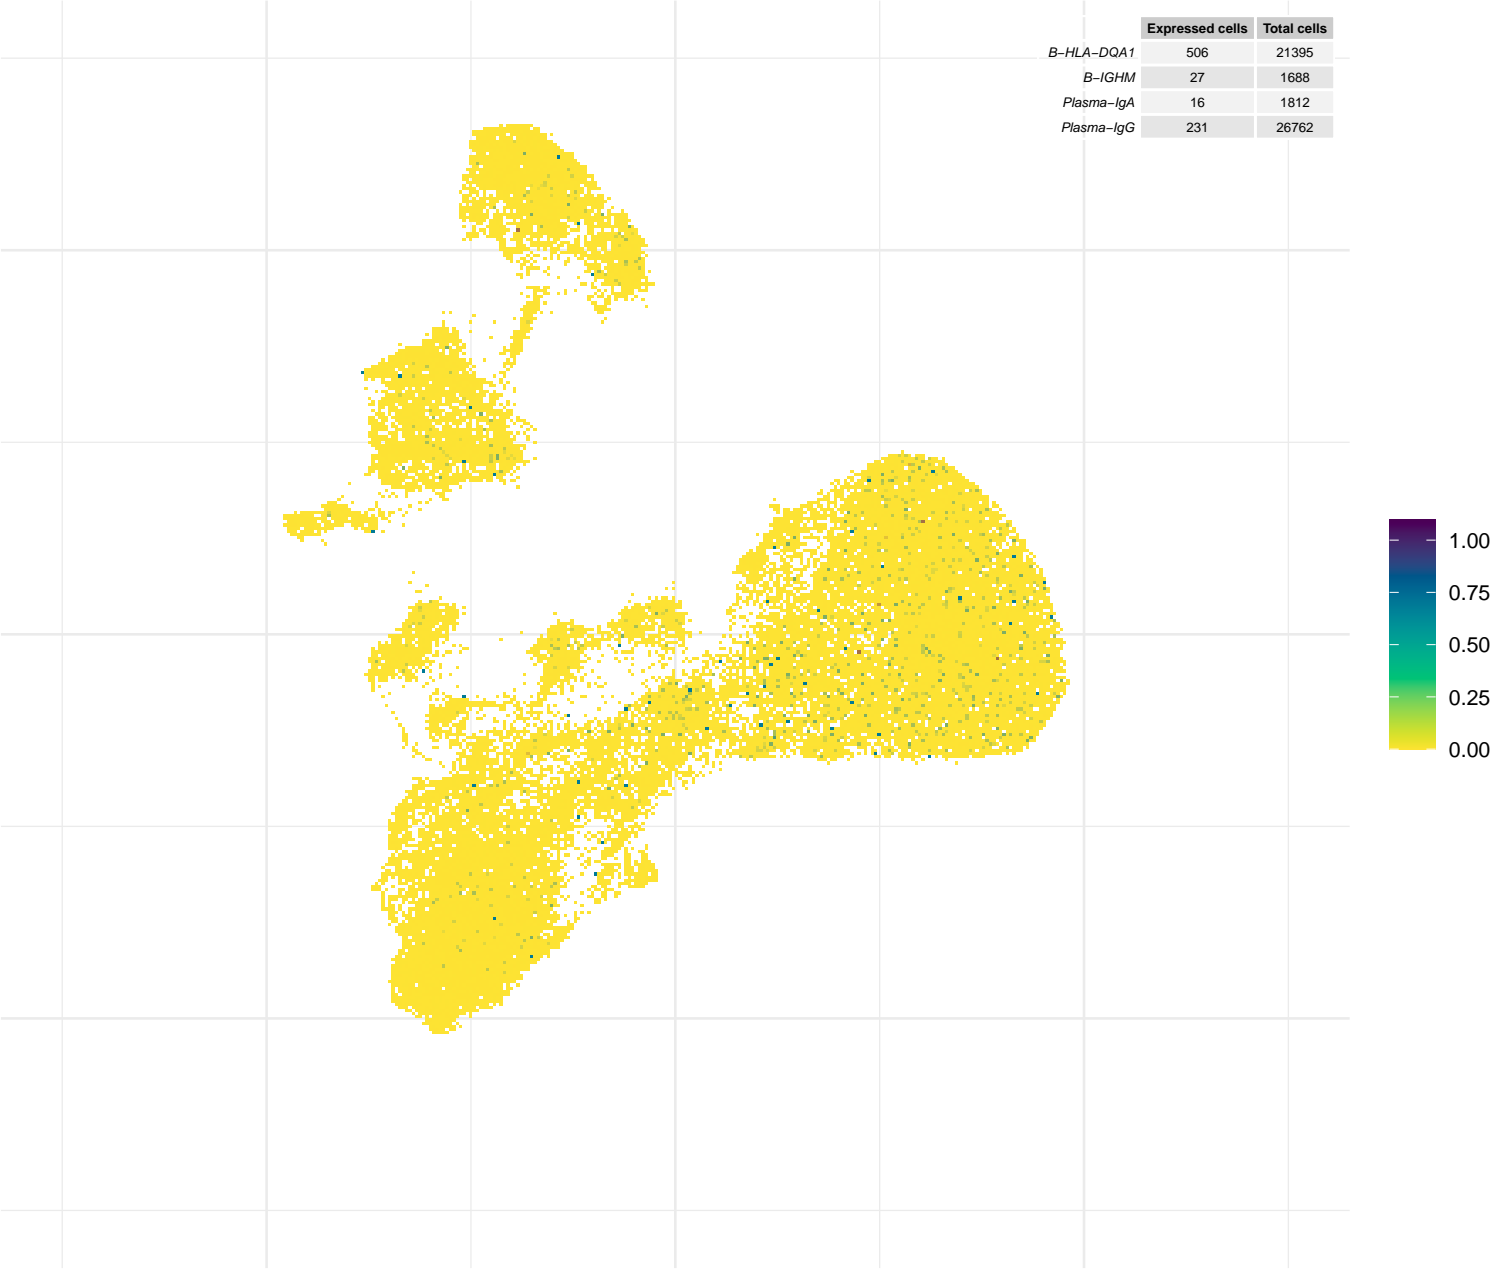 Expressed cells Total cells
B−HLA−DQA1 506 21395
B−IGHM 27 1688
Plasma−IgA 16 1812
Plasma−IgG 231 26762
1.00
0.75
0.50
0.25
0.00